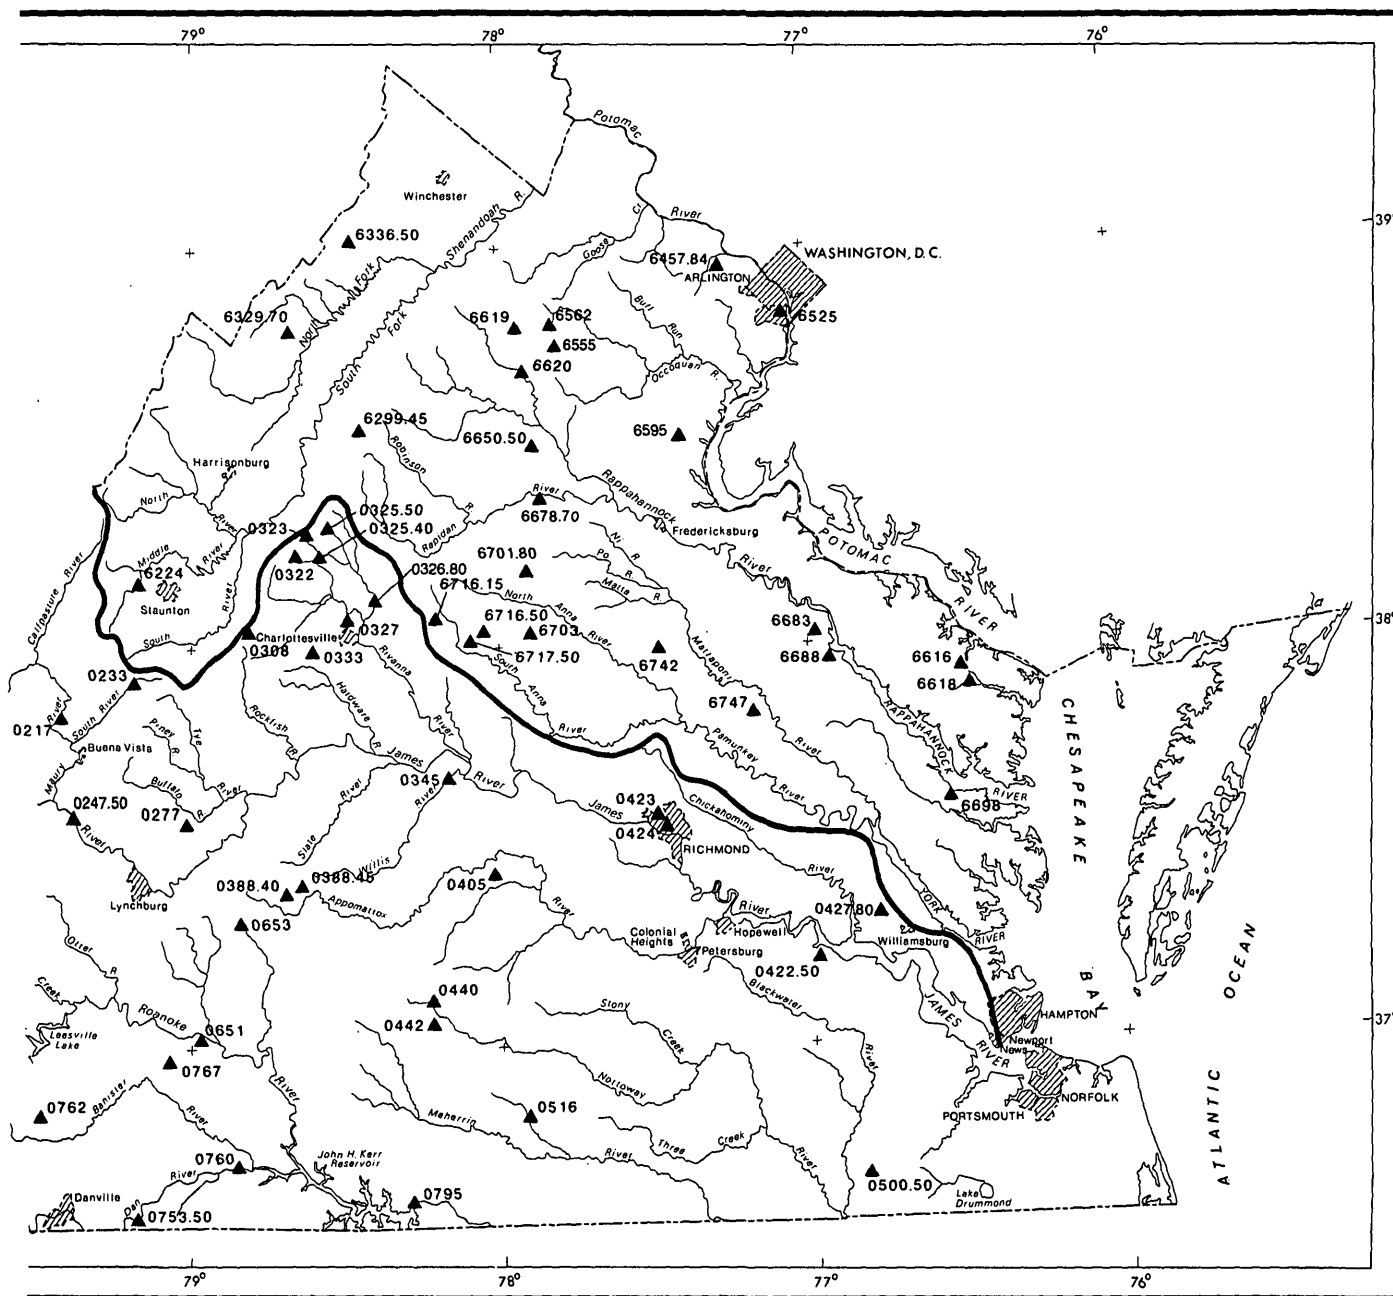 79°
78°
77°
76°
Potomac
River
Winchester
Shenandoah R.
39°
6336.50
Goose Cr.
6457.84
ARLINGTON
WASHINGTON, D.C.
6525
North Fork
6329.70
South Fork
6619
6562
6555
6620
Bull Run
Occoquan R.
6299.45
Robinson R.
6650.50
6595
Harrisonburg
North River
Rappahannock River
River
6678.70
Rapidan
Fredericksburg
0325.50
0325.40
0323
0322
Middle River
6224
Staunton
South River
Calfpasture River
0326.80
6716.15
6701.80
Ni R.
Po R.
Matta R.
North Anna River
POTOMAC RIVER
38°
Charlottesville
0308
0327
0333
6716.50
6703
6717.50
6742
Mattaponi River
6683
6688
6616
6618
0233
0217
South River
River
Maury
Buena Vista
Piney R.
Tye River
Buffalo R.
Rockfish R.
Hardware R.
Rivanna River
South Anna River
6747
Pamunkey River
RAPPAHANNOCK RIVER
6698
CHESAPEAKE BAY
0247.50
0277
James River
0345
Slate River
Willis River
River
James
0423
0424
RICHMOND
Chickahominy River
Lynchburg
0388.40
0388.45
0653
Appomattox River
0405
River
Colonial Heights
Hopewell
Petersburg
0427.80
Williamsburg
YORK RIVER
0422.50
Otter R.
Creek
Leesville Lake
Roanoke River
0651
0767
0440
0442
Stony Creek
Blackwater River
JAMES RIVER
HAMPTON
Newport News
37°
0762
Banister River
Nottoway River
Meherrin River
0516
Three Creek
PORTSMOUTH
NORFOLK
ATLANTIC OCEAN
0760
John H. Kerr Reservoir
0795
0500.50
Lake Drummond
Danville
Dan River
0753.50
79°
78°
77°
76°